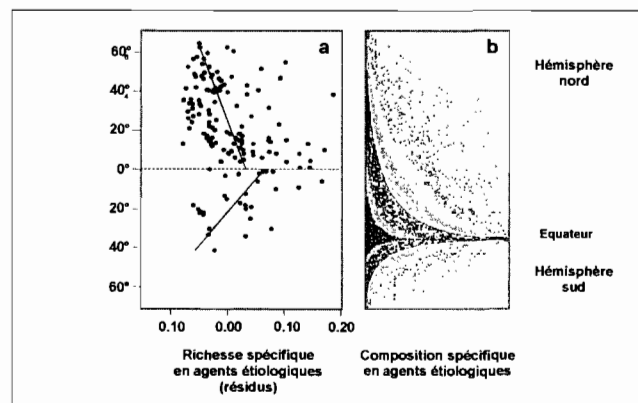 a
b
60°
40°
20°
0°
20°
40°
60°
0.10
0.00
0.10
0.20
Richesse spécifique
en agents étiologiques
(résidus)
Composition spécifique
en agents étiologiques
Hémisphère
nord
Equateur
Hémisphère
sud